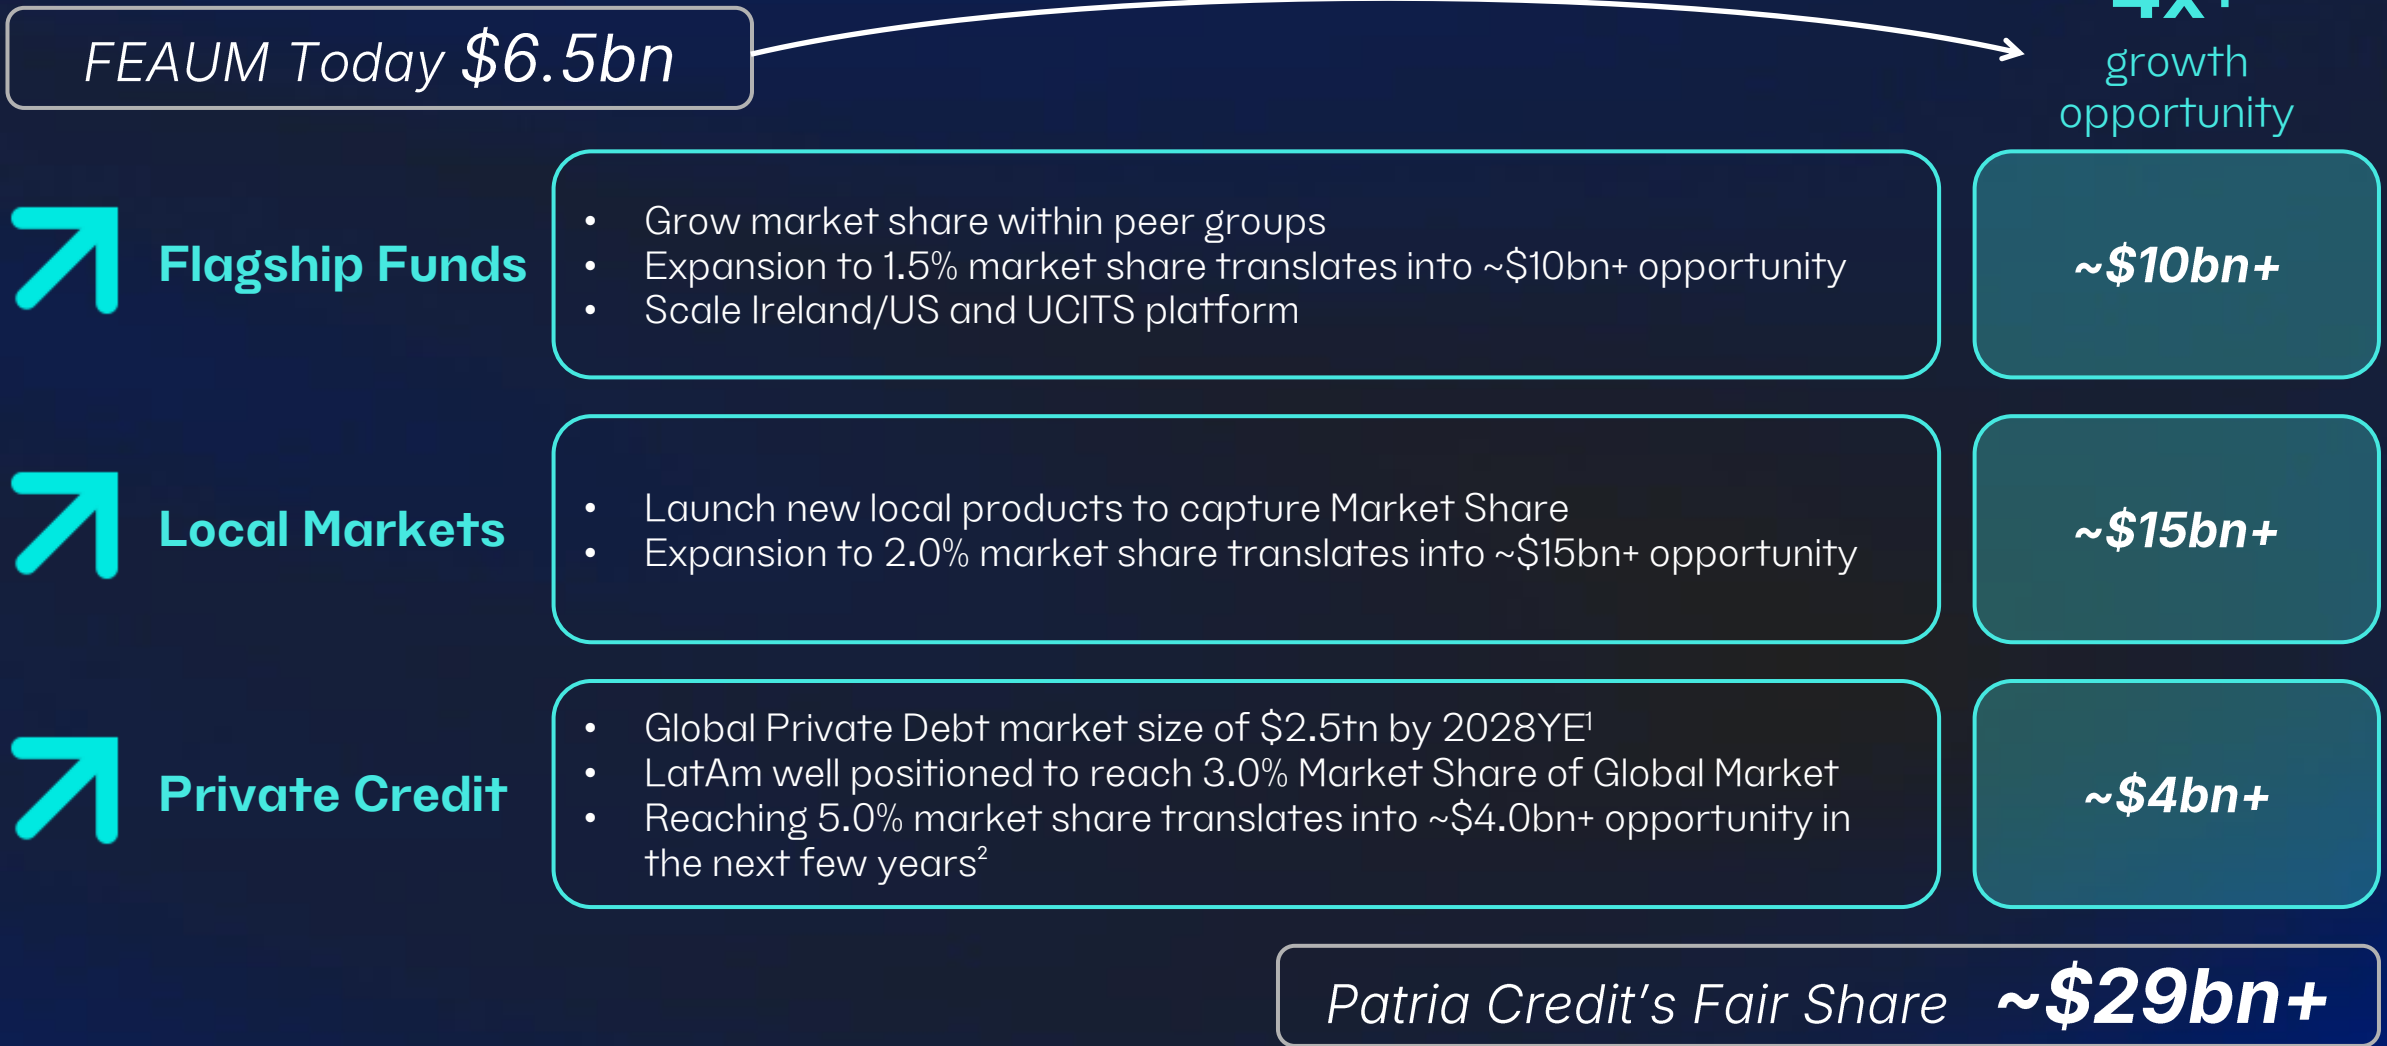 FEAUM Today $6.5bn
4x+
growth
opportunity
Flagship Funds
• Grow market share within peer groups
• Expansion to 1.5% market share translates into ~$10bn+ opportunity
• Scale Ireland/US and UCITS platform
~$10bn+
Local Markets
• Launch new local products to capture Market Share
• Expansion to 2.0% market share translates into ~$15bn+ opportunity
~$15bn+
Private Credit
• Global Private Debt market size of $2.5tn by 2028YE¹
• LatAm well positioned to reach 3.0% Market Share of Global Market
• Reaching 5.0% market share translates into ~$4.0bn+ opportunity in
the next few years²
~$4bn+
Patria Credit's Fair Share ~$29bn+